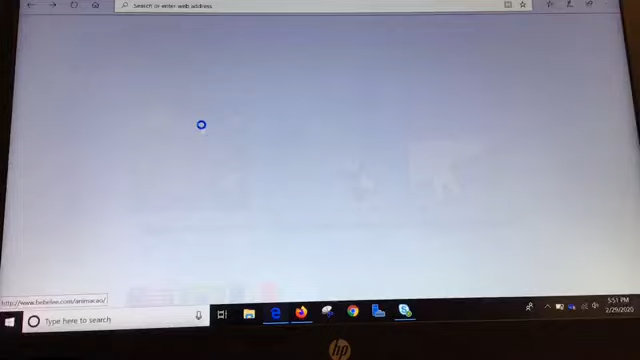 Search or enter web address
http://www.bebelee.com/animacao/
Type here to search
5:51 PM
2/29/2020
hp